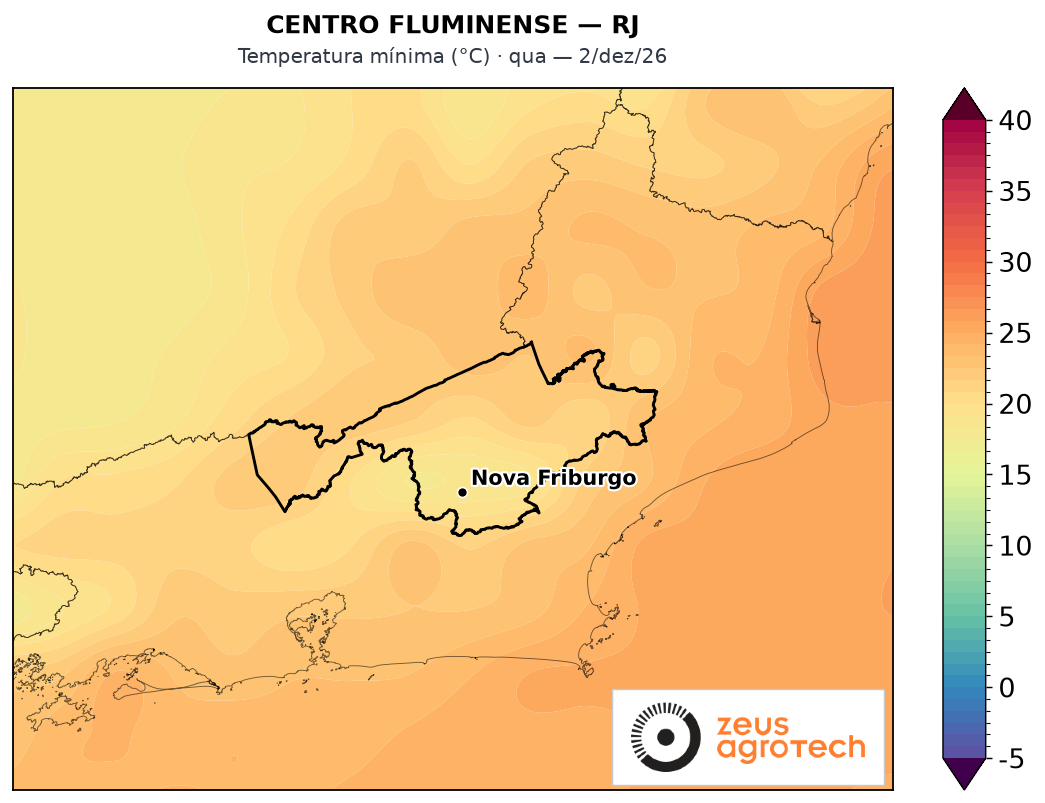 CENTRO FLUMINENSE — RJ
Temperatura mínima (°C) · qua — 2/dez/26
40
35
30
25
20
15
10
5
0
-5
Nova Friburgo
zeus
agrotech